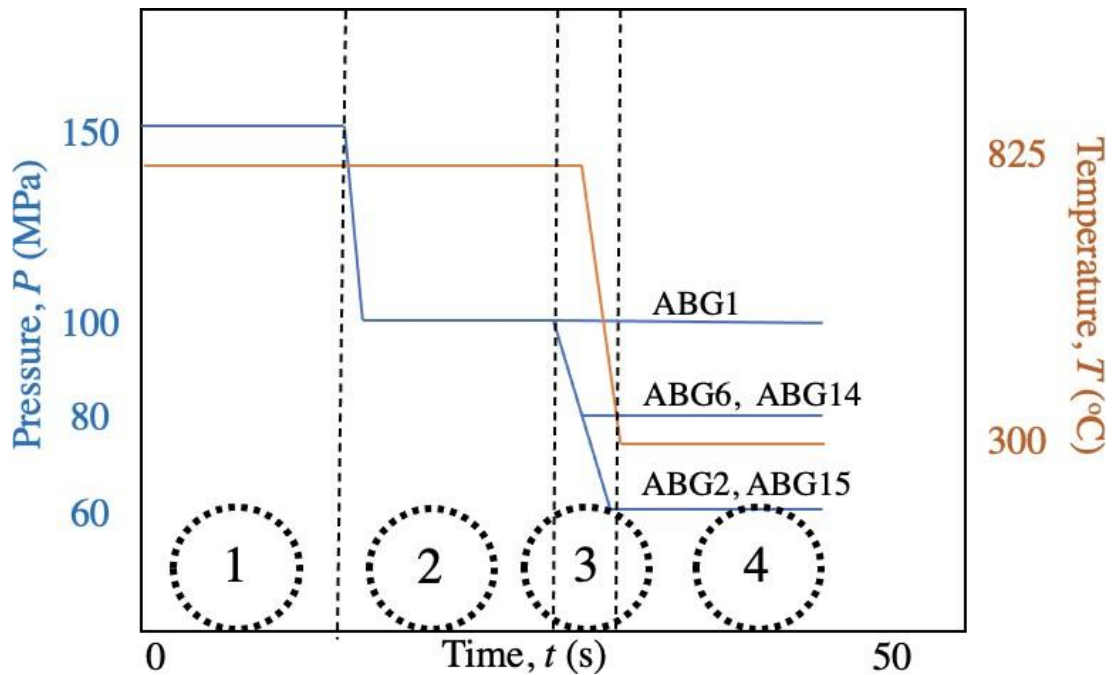 Pressure, P (MPa)
150
100
80
60
ABG1
ABG6, ABG14
ABG2, ABG15
1
2
3
4
825
300
Temperature, T (ºC)
0
Time, t (s)
50